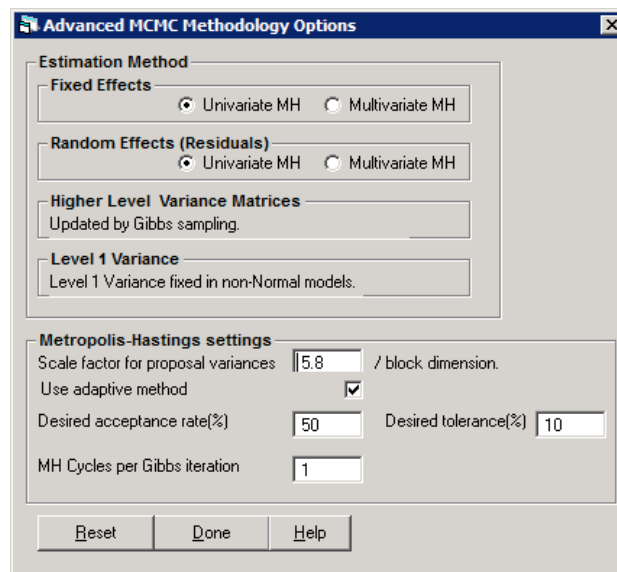 Advanced MCMC Methodology Options
Estimation Method
Fixed Effects
Univariate MH Multivariate MH
Random Effects (Residuals)
Univariate MH Multivariate MH
Higher Level Variance Matrices
Updated by Gibbs sampling.
Level 1 Variance
Level 1 Variance fixed in non-Normal models.
Metropolis-Hastings settings
Scale factor for proposal variances 5.8 / block dimension.
Use adaptive method
Desired acceptance rate(%) 50 Desired tolerance(%) 10
MH Cycles per Gibbs iteration 1
Reset Done Help